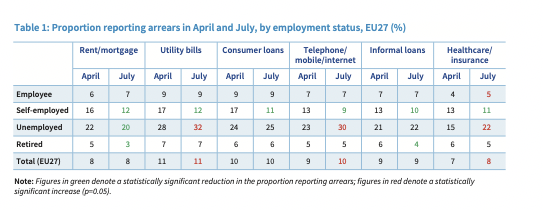 Table 1: Proportion reporting arrears in April and July, by employment status, EU27 (%)
Rent/mortgage Utility bills Consumer loans Telephone/ mobile/internet Informal loans Healthcare/ insurance
April July April July April July April July April July April July
Employee 6 7 9 9 9 9 7 7 7 7 4 5
Self-employed 16 12 17 12 17 11 13 9 13 10 13 11
Unemployed 22 20 28 32 24 25 23 30 21 22 15 22
Retired 5 3 7 7 6 6 5 5 6 4 6 6
Total (EU27) 8 8 11 11 10 10 9 10 9 9 7 8
Note: Figures in green denote a statistically significant reduction in the proportion reporting arrears; figures in red denote a statistically
significant increase (p=0.05).